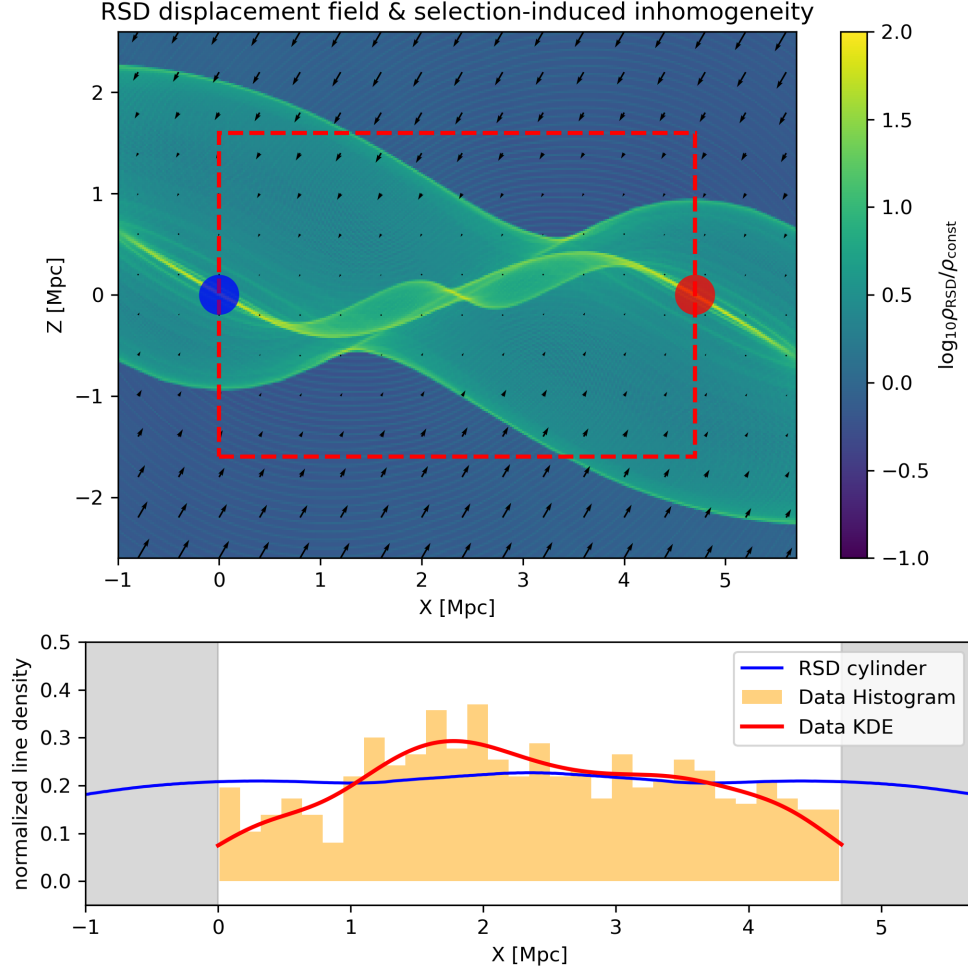 RSD displacement field & selection-induced inhomogeneity
Z [Mpc]
2
1
0
−1
−2
−1 0 1 2 3 4 5
X [Mpc]
2.0
1.5
1.0
0.5
0.0
−0.5
−1.0
log₁₀ρ_RSD/ρ_const
normalized line density
0.5
0.4
0.3
0.2
0.1
0.0
RSD cylinder
Data Histogram
Data KDE
−1 0 1 2 3 4 5
X [Mpc]